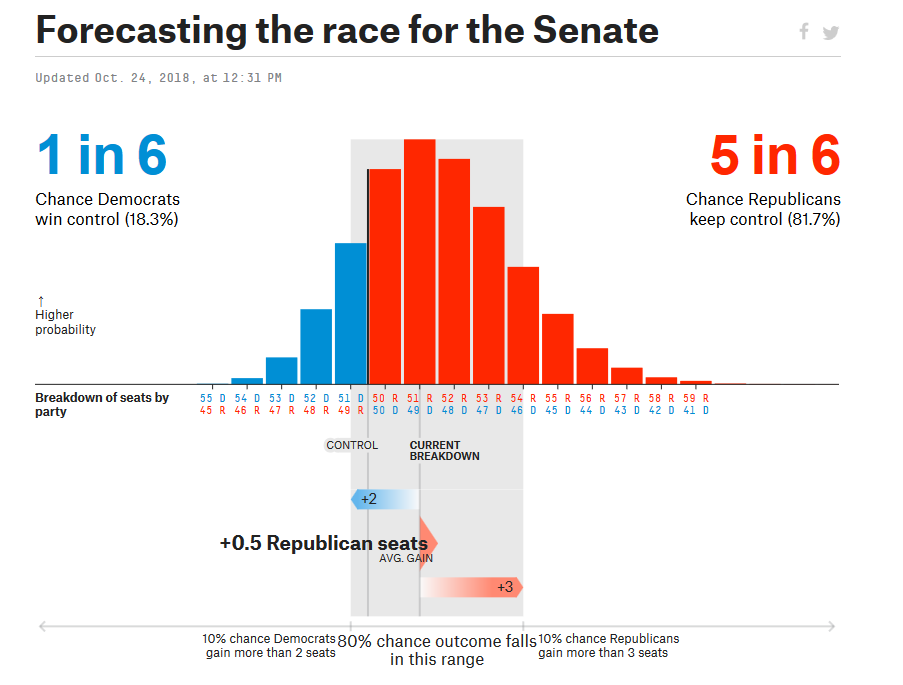 Forecasting the race for the Senate
Updated Oct. 24, 2018, at 12:31 PM
1 in 6
Chance Democrats
win control (18.3%)
5 in 6
Chance Republicans
keep control (81.7%)
↑
Higher
probability
Breakdown of seats by
party
55 D 54 D 53 D 52 D 51 D 50 R 51 R 52 R 53 R 54 R 55 R 56 R 57 R 58 R 59 R
45 R 46 R 47 R 48 R 49 R 50 D 49 D 48 D 47 D 46 D 45 D 44 D 43 D 42 D 41 D
CONTROL
CURRENT
BREAKDOWN
+2
+0.5 Republican seats
AVG. GAIN
+3
10% chance Democrats
gain more than 2 seats
80% chance outcome falls
in this range
10% chance Republicans
gain more than 3 seats